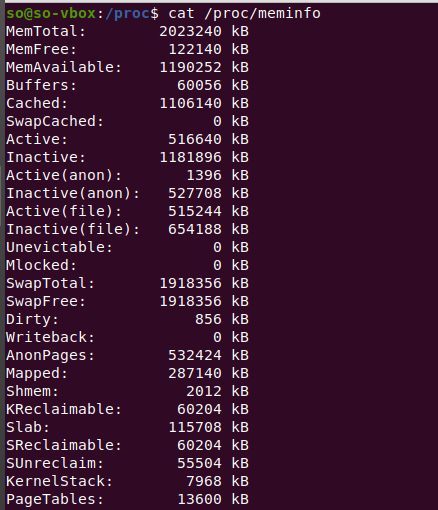 so@so-vbox:/proc$ cat /proc/meminfo
MemTotal:        2023240 kB
MemFree:          122140 kB
MemAvailable:    1190252 kB
Buffers:           60056 kB
Cached:          1106140 kB
SwapCached:            0 kB
Active:           516640 kB
Inactive:        1181896 kB
Active(anon):       1396 kB
Inactive(anon):   527708 kB
Active(file):     515244 kB
Inactive(file):   654188 kB
Unevictable:           0 kB
Mlocked:               0 kB
SwapTotal:       1918356 kB
SwapFree:        1918356 kB
Dirty:               856 kB
Writeback:             0 kB
AnonPages:        532424 kB
Mapped:           287140 kB
Shmem:              2012 kB
KReclaimable:      60204 kB
Slab:             115708 kB
SReclaimable:      60204 kB
SUnreclaim:        55504 kB
KernelStack:        7968 kB
PageTables:        13600 kB